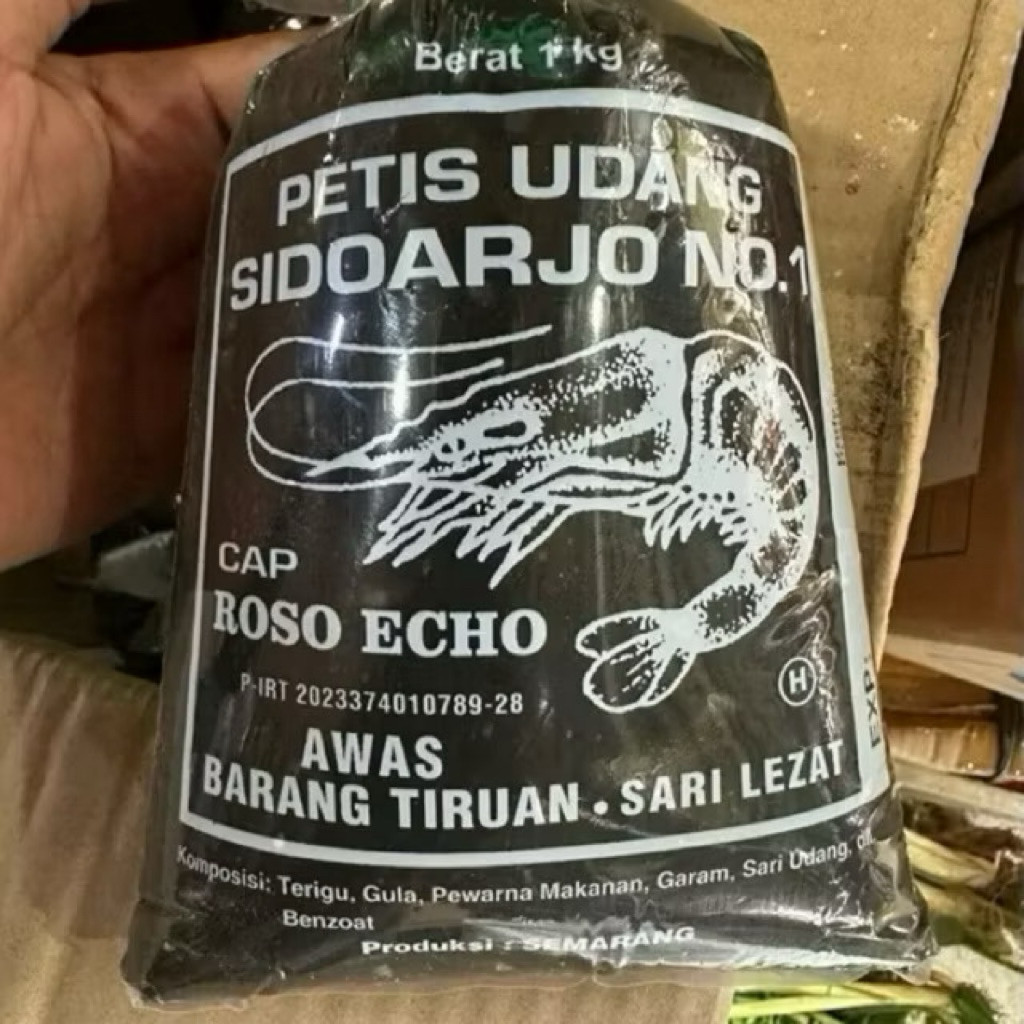 Berat 1 kg
PETIS UDANG
SIDOARJO NO.1
CAP
ROSO ECHO
P-IRT 2023374010789-28
H
AWAS
BARANG TIRUAN • SARI LEZAT
EXP:
Komposisi: Terigu, Gula, Pewarna Makanan, Garam, Sari Udang,
Benzoat
Produksi : SEMARANG